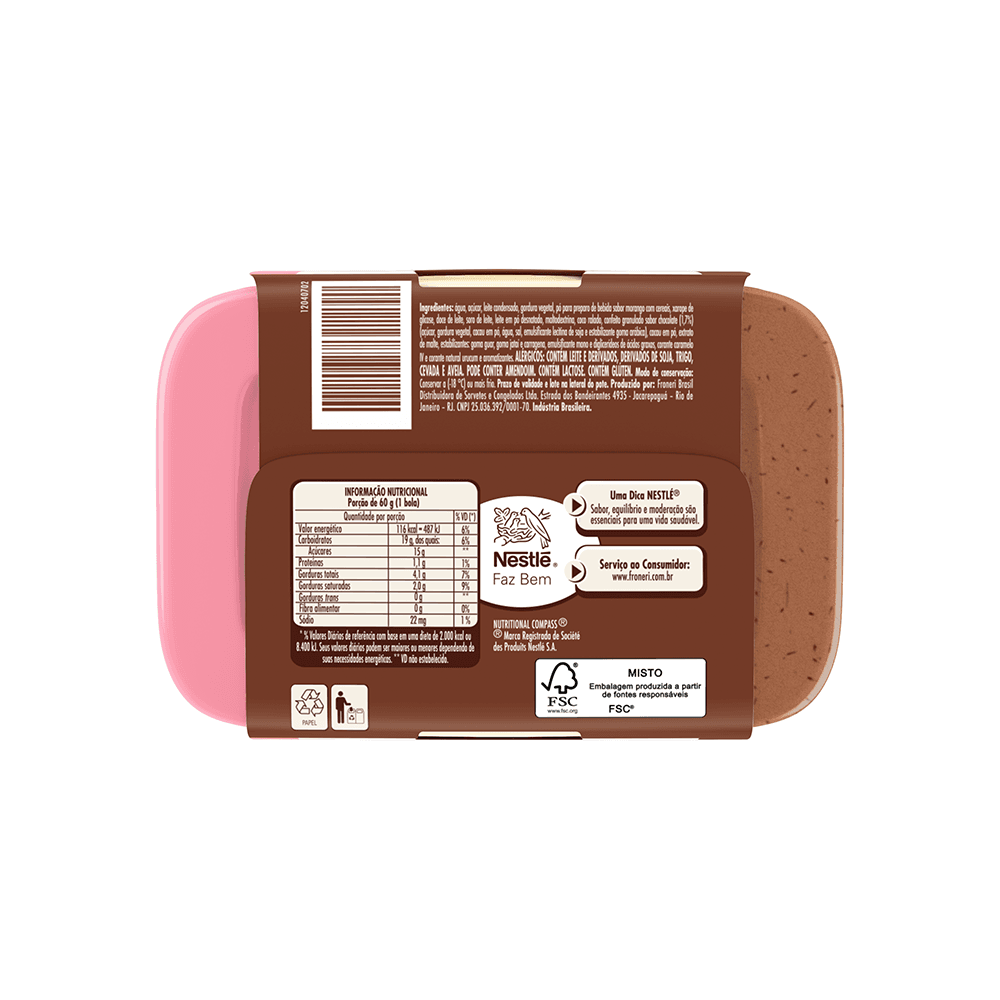 12040702
Ingredientes: água, açúcar, leite condensado, gordura vegetal, pó para preparo de bebida sabor morango com cereais, xarope de
glicose, doce de leite, soro de leite, leite em pó desnatado, maltodextrina, coco ralado, confeito granulado sabor chocolate (1,7%)
(açúcar, gordura vegetal, cacau em pó, água, sal, emulsificante lecitina de soja e estabilizante goma arábica), cacau em pó, extrato
de malte, estabilizantes: goma guar, goma jataí e carragena, emulsificante mono e diglicerídeos de ácidos graxos, corante caramelo
IV e corante natural urucum e aromatizantes. ALÉRGICOS: CONTÉM LEITE E DERIVADOS, DERIVADOS DE SOJA, TRIGO,
CEVADA E AVEIA. PODE CONTER AMENDOIM. CONTÉM LACTOSE. CONTÉM GLÚTEN. Modo de conservação:
Conservar a (-18 °C) ou mais frio. Prazo de validade e lote na lateral do pote. Produzido por: Froneri Brasil
Distribuidora de Sorvetes e Congelados Ltda. Estrada dos Bandeirantes 4935 - Jacarepaguá - Rio de
Janeiro - RJ. CNPJ 25.036.392/0001-70. Indústria Brasileira.
INFORMAÇÃO NUTRICIONAL
Porção de 60 g (1 bola)
Quantidade por porção % VD (*)
Valor energético 116 kcal = 487 kJ 6%
Carboidratos 19 g, dos quais: 6%
Açúcares 15 g **
Proteínas 1,1 g 1%
Gorduras totais 4,1 g 7%
Gorduras saturadas 2,0 g 9%
Gorduras trans 0 g **
Fibra alimentar 0 g 0%
Sódio 22 mg 1%
* % Valores Diários de referência com base em uma dieta de 2.000 kcal ou
8.400 kJ. Seus valores diários podem ser maiores ou menores dependendo de
suas necessidades energéticas. ** VD não estabelecido.
Nestlé®
Faz Bem
Uma Dica NESTLÉ®
Sabor, equilíbrio e moderação são
essenciais para uma vida saudável.
Serviço ao Consumidor:
www.froneri.com.br
NUTRITIONAL COMPASS®
® Marca Registrada de Société
des Produits Nestlé S.A.
PAPEL
FSC
www.fsc.org
MISTO
Embalagem produzida a partir
de fontes responsáveis
FSC®